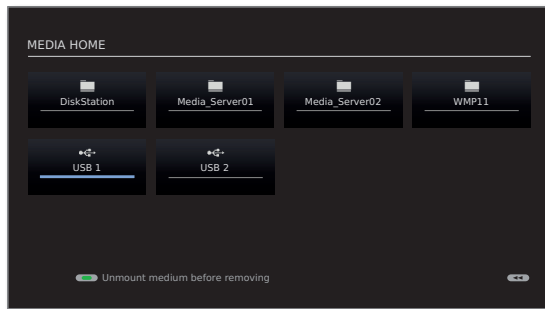 MEDIA HOME
DiskStation Media_Server01 Media_Server02 WMP11
USB 1 USB 2
Unmount medium before removing